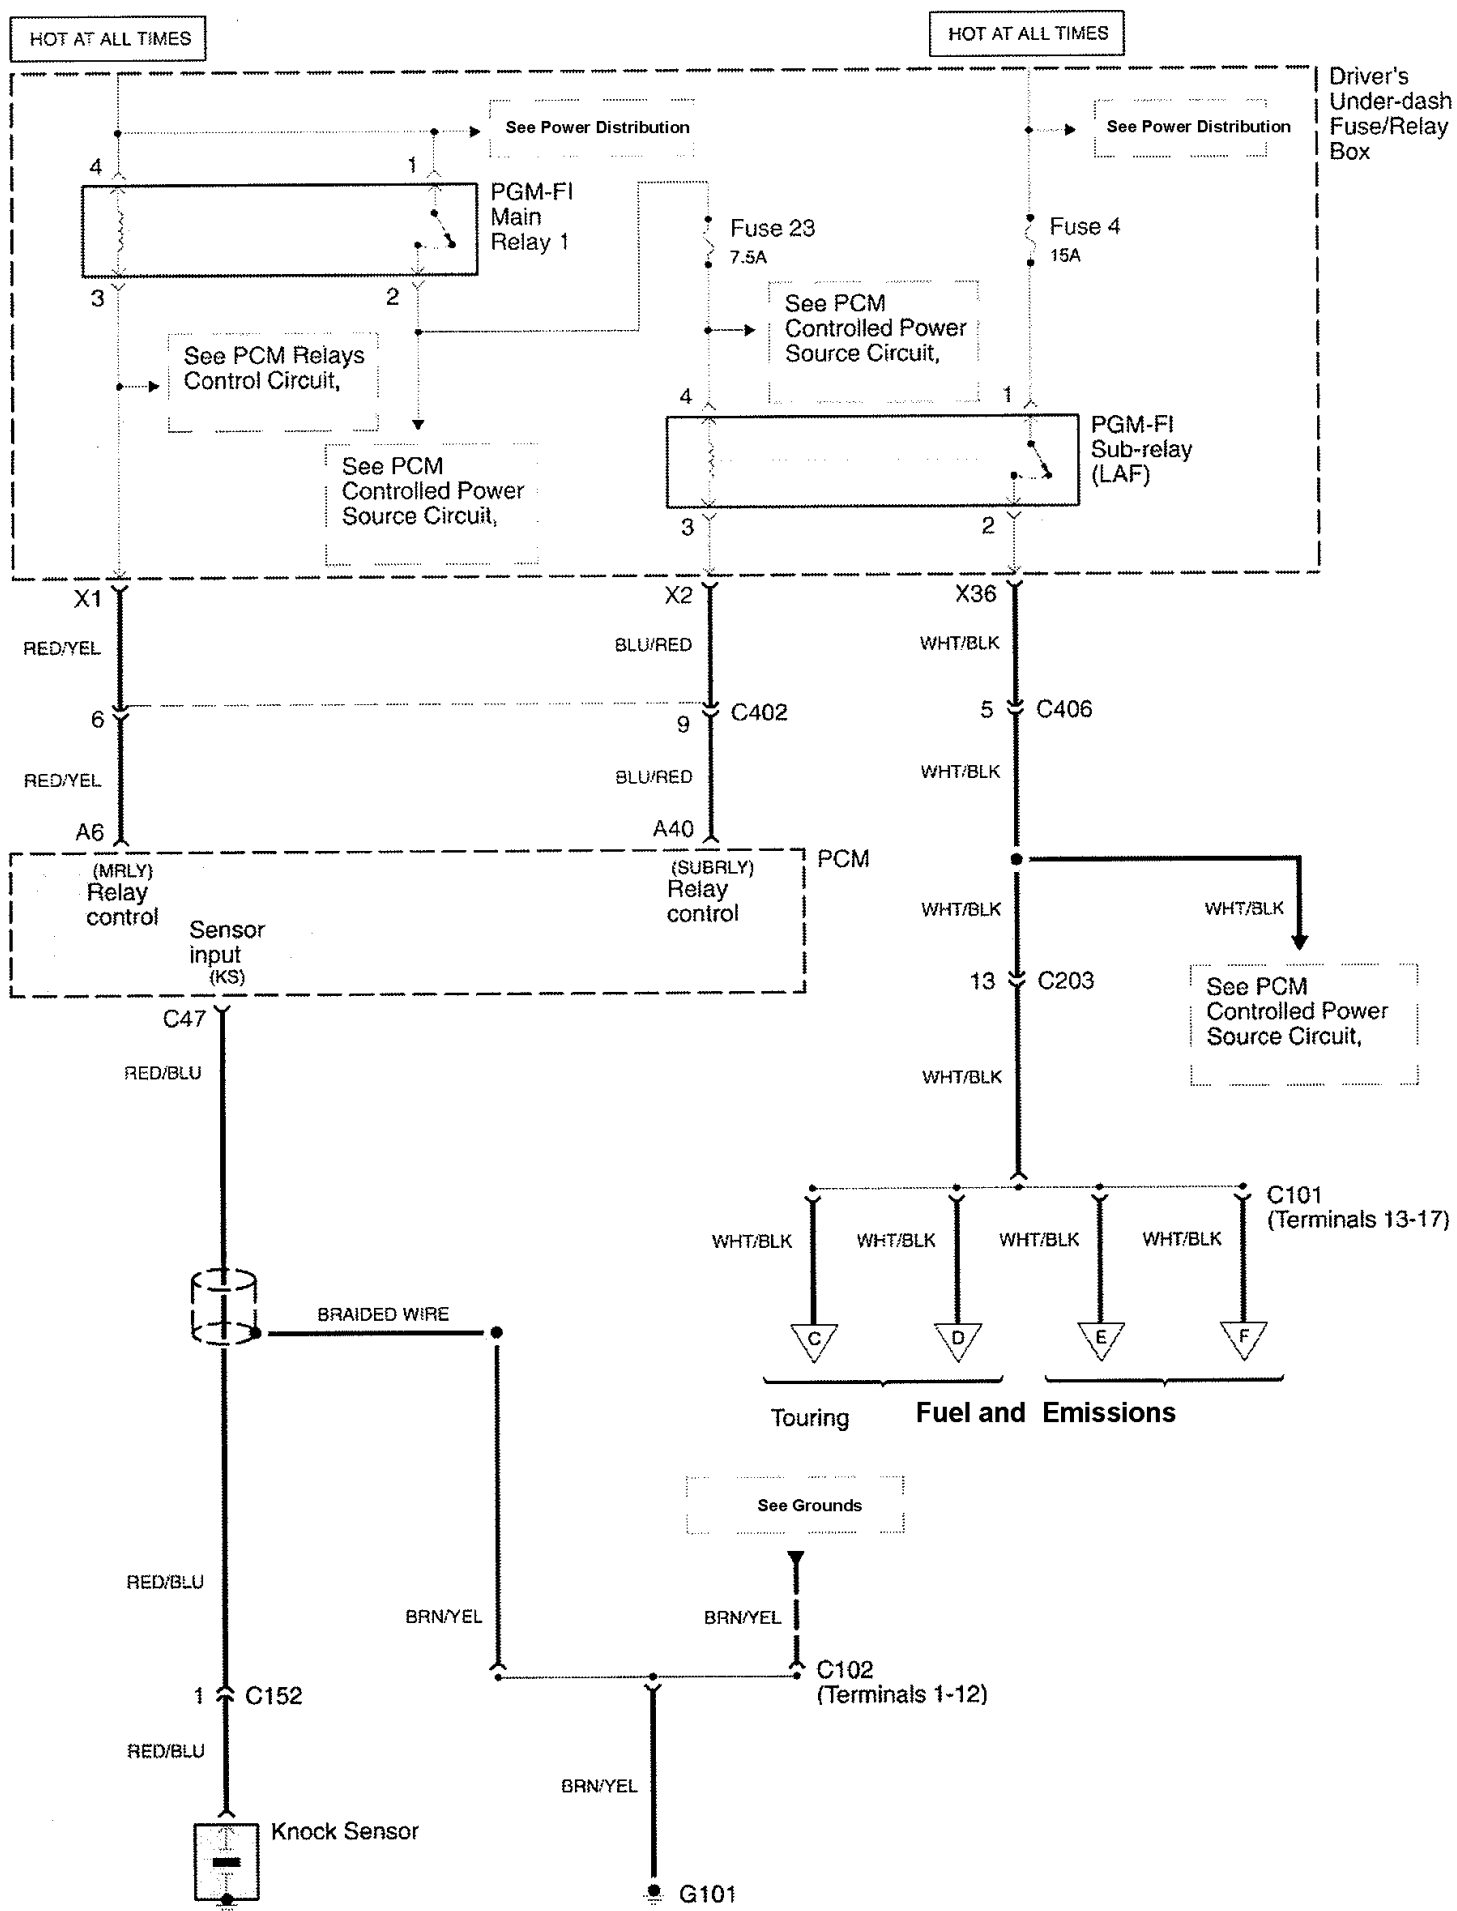 HOT AT ALL TIMES
HOT AT ALL TIMES
Driver's
Under-dash
Fuse/Relay
Box
See Power Distribution
See Power Distribution
4
1
PGM-FI
Main
Relay 1
Fuse 23
7.5A
Fuse 4
15A
3
2
See PCM
Controlled Power
Source Circuit,
See PCM Relays
Control Circuit,
4
1
PGM-FI
Sub-relay
(LAF)
See PCM
Controlled Power
Source Circuit,
3
2
X1
X2
X36
RED/YEL
BLU/RED
WHT/BLK
6
9
C402
5
C406
RED/YEL
BLU/RED
WHT/BLK
A6
A40
PCM
(MRLY)
Relay
control
(SUBRLY)
Relay
control
Sensor
input
(KS)
WHT/BLK
WHT/BLK
13
C203
See PCM
Controlled Power
Source Circuit,
C47
RED/BLU
WHT/BLK
C101
(Terminals 13-17)
WHT/BLK
WHT/BLK
WHT/BLK
WHT/BLK
BRAIDED WIRE
C
D
E
F
Touring
Fuel and Emissions
See Grounds
RED/BLU
BRN/YEL
BRN/YEL
C102
(Terminals 1-12)
1
C152
RED/BLU
BRN/YEL
Knock Sensor
G101